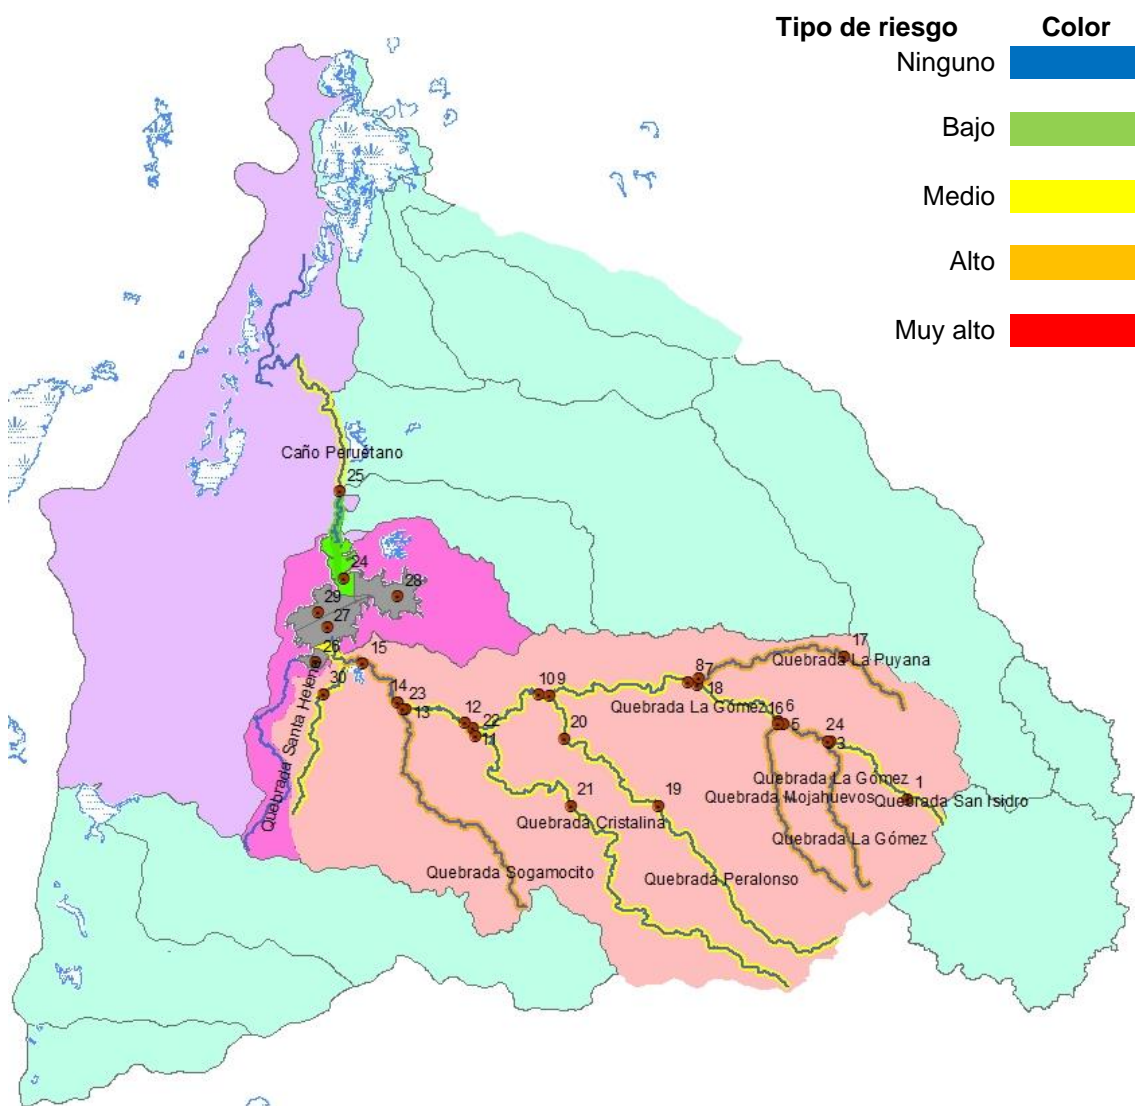 Tipo de riesgo Color
Ninguno
Bajo
Medio
Alto
Muy alto
Caño Peruétano
25
24
28
29
27
26
15
30
Quebrada Santa Helena
14
23
13
12
22
11
10
9
20
8
7
18
17
Quebrada La Puyana
Quebrada La Gómez
16
6
5
24
3
Quebrada La Gómez
1
Quebrada Mojahuevos
Quebrada San Isidro
21
19
Quebrada Cristalina
Quebrada La Gómez
Quebrada Sogamocito
Quebrada Peralonso